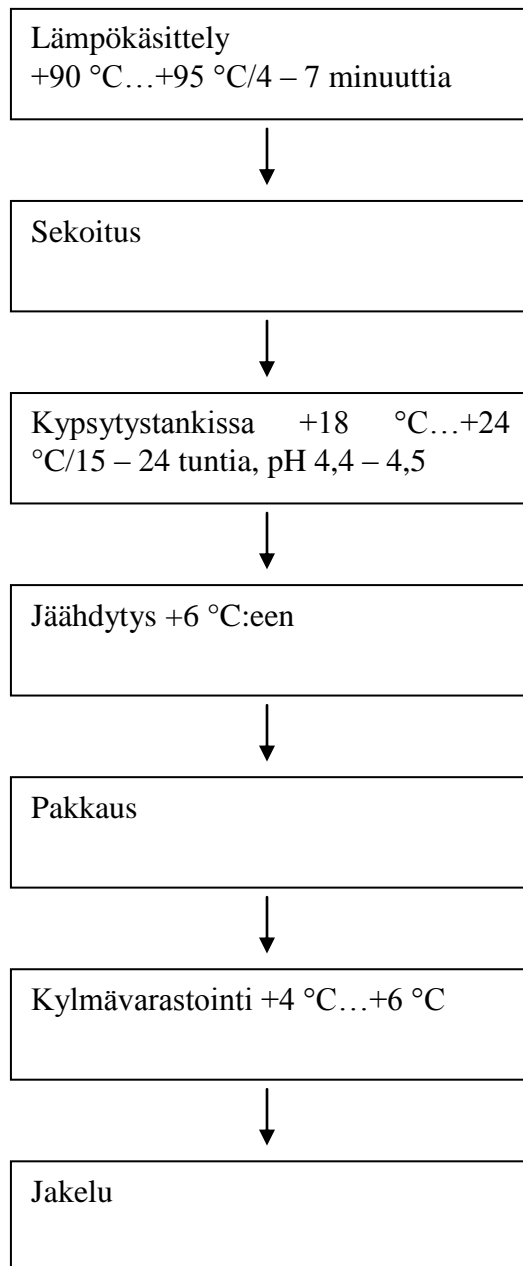 Lämpökäsittely
+90 °C…+95 °C/4 – 7 minuuttia
Sekoitus
Kypsytystankissa +18 °C…+24
°C/15 – 24 tuntia, pH 4,4 – 4,5
Jäähdytys +6 °C:een
Pakkaus
Kylmävarastointi +4 °C…+6 °C
Jakelu